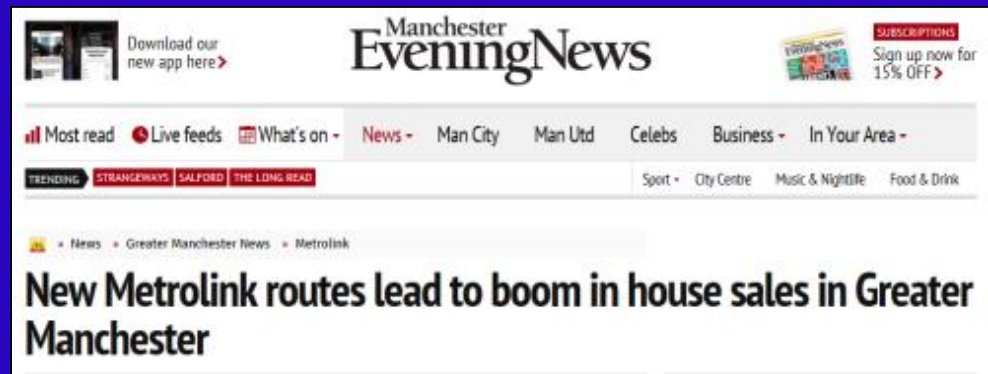 Download our
new app here >
Manchester
EveningNews
SUBSCRIPTIONS
Sign up now for
15% OFF >
Most read Live feeds What's on News Man City Man Utd Celebs Business In Your Area
TRENDING STRANGEWAYS SALFORD THE LONG READ Sport City Centre Music & Nightlife Food & Drink
News Greater Manchester News Metrolink
New Metrolink routes lead to boom in house sales in Greater
Manchester